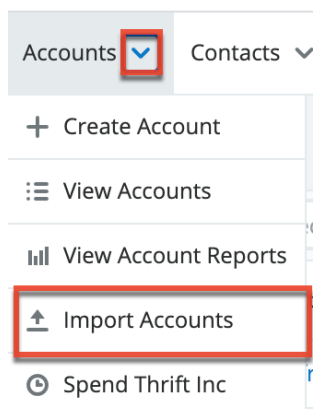 Accounts Contacts
Create Account
View Accounts
View Account Reports
Import Accounts
Spend Thrift Inc